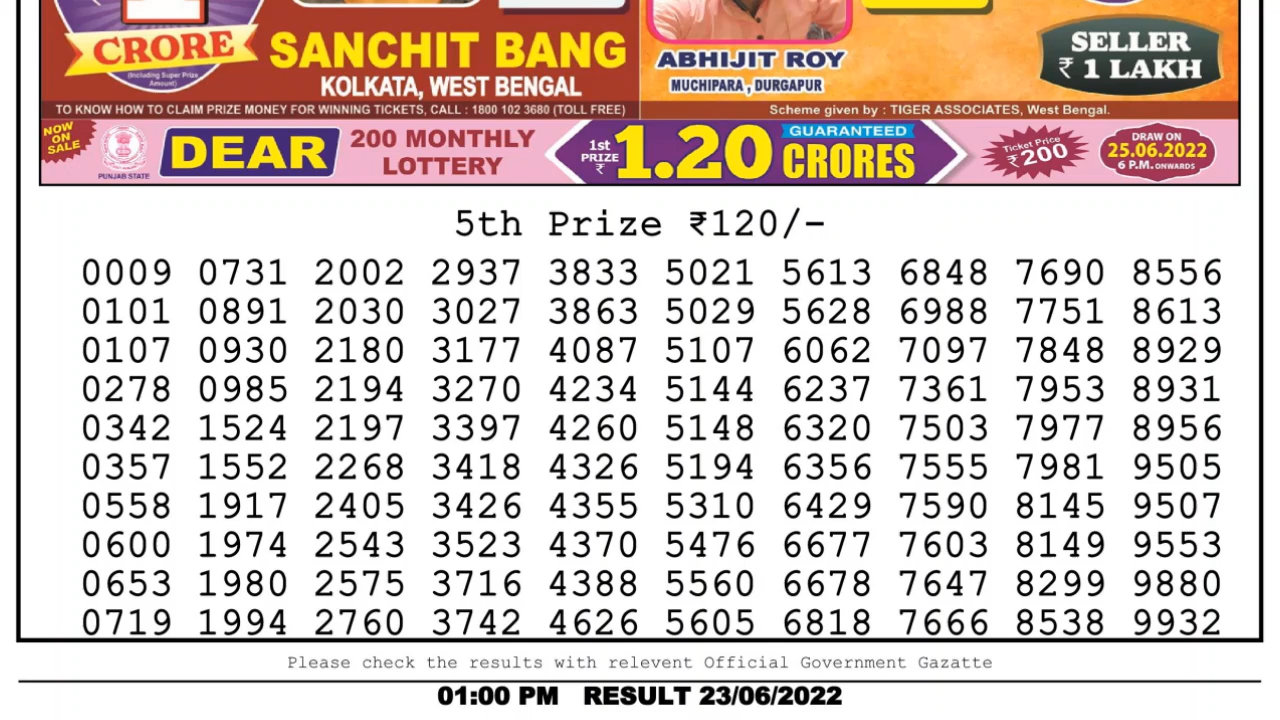 1
CRORE
(Including Super Prize
Amount)
SANCHIT BANG
KOLKATA, WEST BENGAL
ABHIJIT ROY
MUCHIPARA, DURGAPUR
SELLER
₹ 1 LAKH
TO KNOW HOW TO CLAIM PRIZE MONEY FOR WINNING TICKETS, CALL : 1800 102 3680 (TOLL FREE)
Scheme given by : TIGER ASSOCIATES, West Bengal.
NOW
ON
SALE
PUNJAB STATE
DEAR
200 MONTHLY
LOTTERY
1st
PRIZE
₹
1.20
GUARANTEED
CRORES
Ticket Price
₹200
DRAW ON
25.06.2022
6 P.M. ONWARDS
5th Prize ₹120/-
0009 0731 2002 2937 3833 5021 5613 6848 7690 8556
0101 0891 2030 3027 3863 5029 5628 6988 7751 8613
0107 0930 2180 3177 4087 5107 6062 7097 7848 8929
0278 0985 2194 3270 4234 5144 6237 7361 7953 8931
0342 1524 2197 3397 4260 5148 6320 7503 7977 8956
0357 1552 2268 3418 4326 5194 6356 7555 7981 9505
0558 1917 2405 3426 4355 5310 6429 7590 8145 9507
0600 1974 2543 3523 4370 5476 6677 7603 8149 9553
0653 1980 2575 3716 4388 5560 6678 7647 8299 9880
0719 1994 2760 3742 4626 5605 6818 7666 8538 9932
Please check the results with relevent Official Government Gazatte
01:00 PM RESULT 23/06/2022